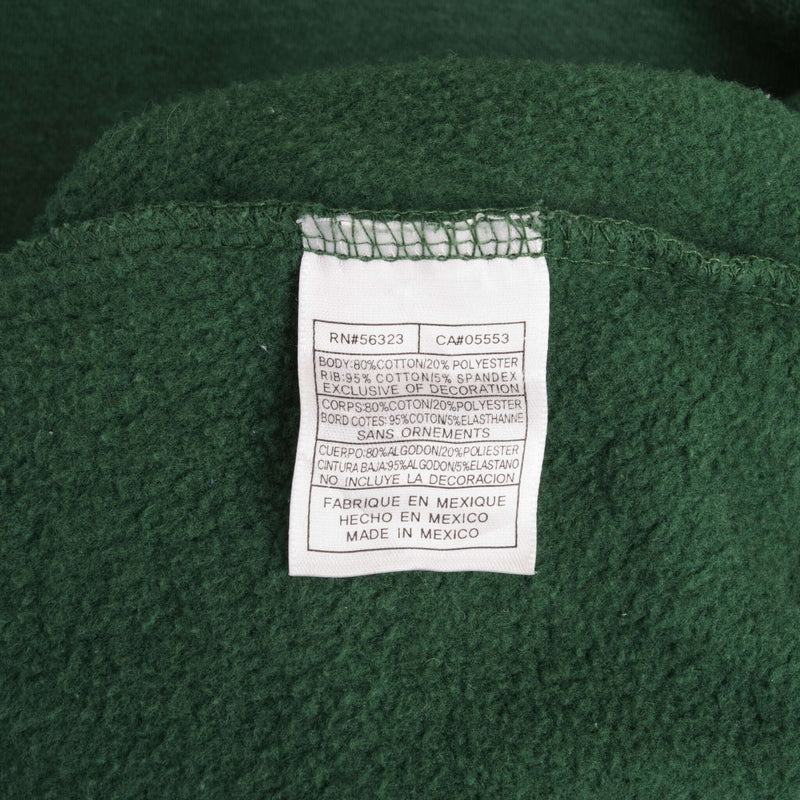 RN#56323 CA#05553
BODY:80%COTTON/20% POLYESTER
RIB:95% COTTON/5% SPANDEX
EXCLUSIVE OF DECORATION
CORPS:80%COTON/20%POLYESTER
BORD COTES: 95%COTON/5%ELASTHANNE
SANS ORNEMENTS
CUERPO:80%ALGODON/20%POLIESTER
CINTURA BAJA:95%ALGODON/5%ELASTANO
NO INCLUYE LA DECORACION
FABRIQUE EN MEXIQUE
HECHO EN MEXICO
MADE IN MEXICO